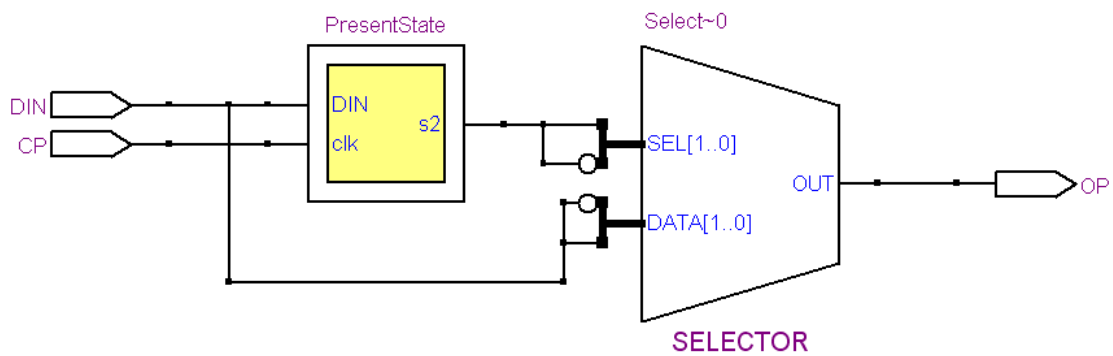 PresentState
Select~0
DIN
CP
DIN
clk
s2
SEL[1..0]
DATA[1..0]
OUT
OP
SELECTOR